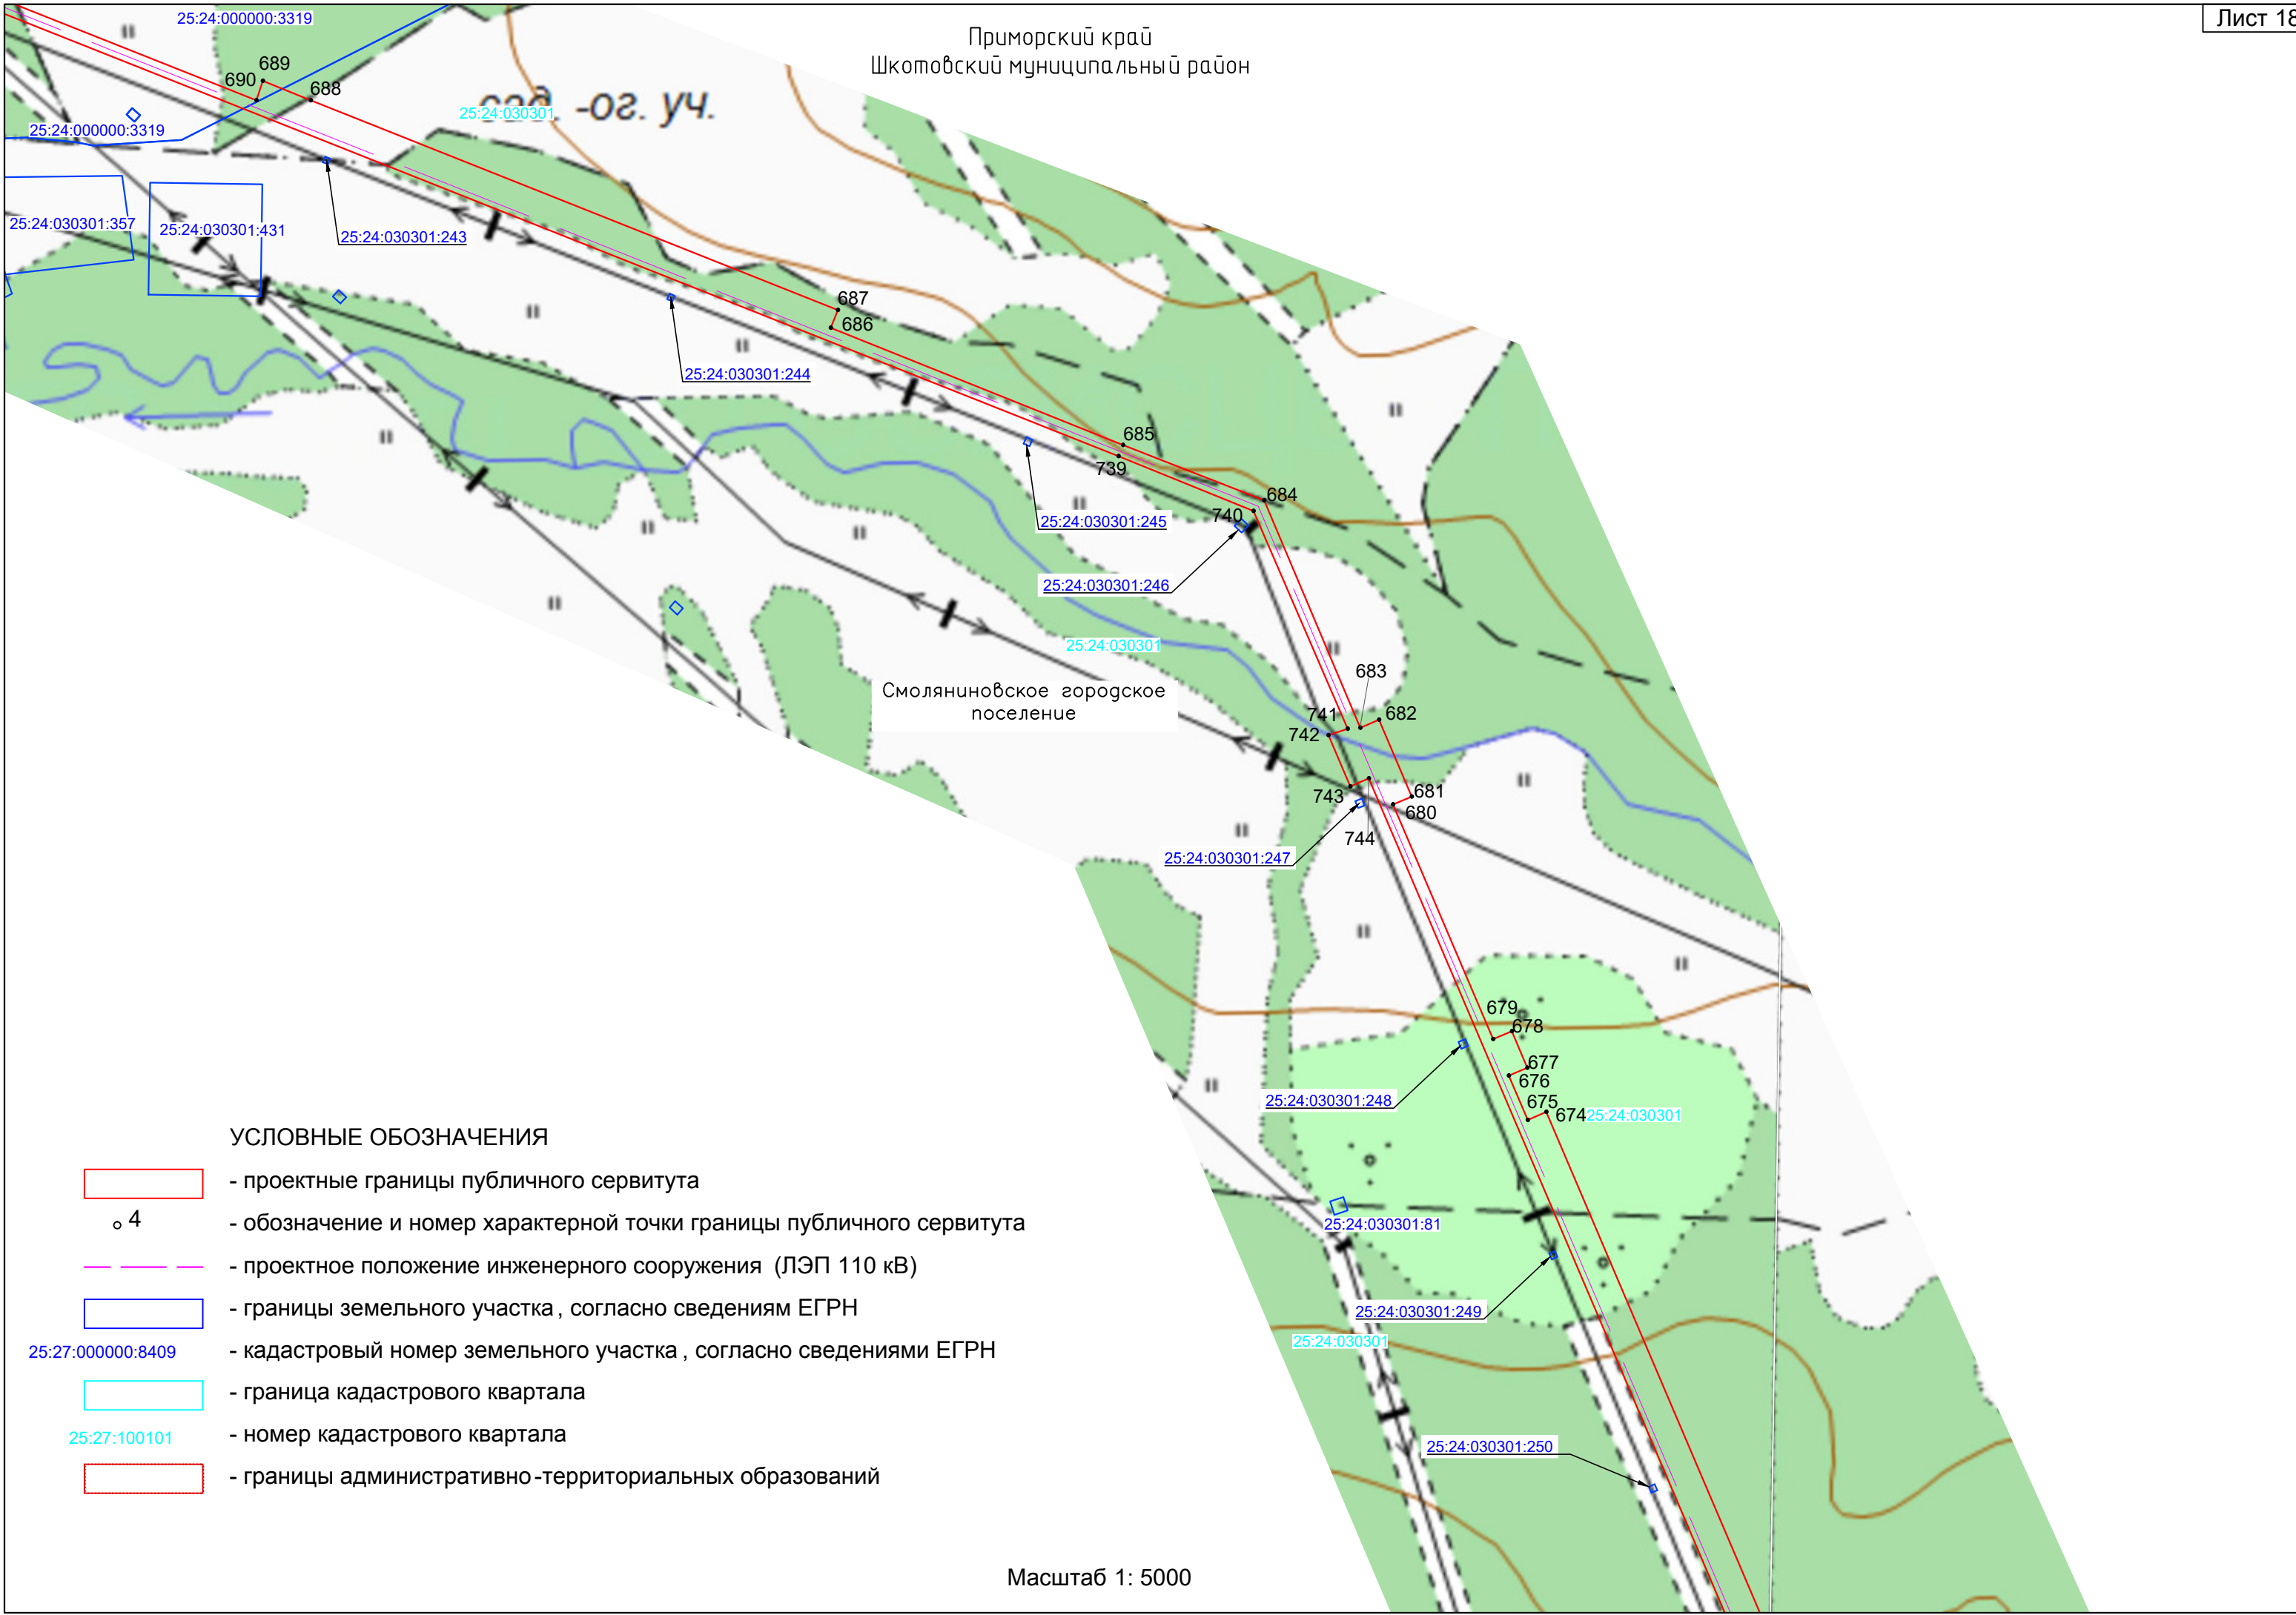 Лист 18
Приморский край
Шкотовский муниципальный район
25:24:000000:3319
689
690
688
25:24:030301
-ог. уч.
25:24:000000:3319
25:24:030301:357
25:24:030301:431
25:24:030301:243
687
686
25:24:030301:244
685
739
684
740
25:24:030301:245
25:24:030301:246
25:24:030301
683
Смоляниновское городское
поселение
741
682
742
743
681
680
744
25:24:030301:247
679
678
677
676
25:24:030301:248
675
674
25:24:030301
25:24:030301:81
25:24:030301:249
25:24:030301
25:24:030301:250
УСЛОВНЫЕ ОБОЗНАЧЕНИЯ
- проектные границы публичного сервитута
4 - обозначение и номер характерной точки границы публичного сервитута
- проектное положение инженерного сооружения (ЛЭП 110 кВ)
- границы земельного участка, согласно сведениям ЕГРН
25:27:000000:8409 - кадастровый номер земельного участка, согласно сведениями ЕГРН
- граница кадастрового квартала
25:27:100101 - номер кадастрового квартала
- границы административно-территориальных образований
Масштаб 1: 5000